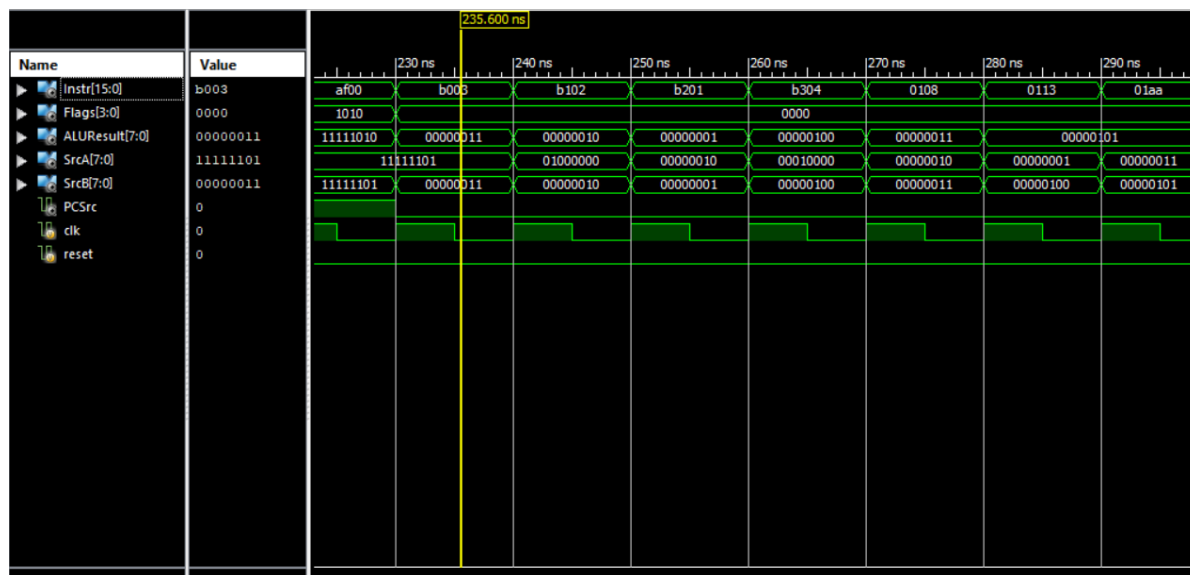 235.600 ns
Name Value 230 ns 240 ns 250 ns 260 ns 270 ns 280 ns 290 ns
Instr[15:0] b003 af00 b003 b102 b201 b304 0108 0113 01aa
Flags[3:0] 0000 1010 0000
ALUResult[7:0] 00000011 11111010 00000011 00000010 00000001 00000100 00000011 00000101
SrcA[7:0] 11111101 11111101 01000000 00000010 00010000 00000010 00000001 00000011
SrcB[7:0] 00000011 11111101 00000011 00000010 00000001 00000100 00000011 00000100 00000101
PCSrc 0
clk 0
reset 0